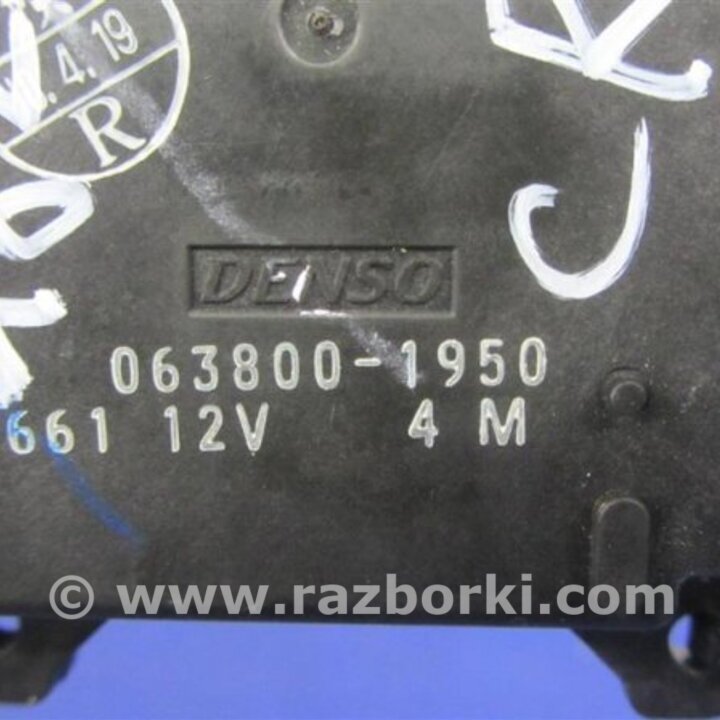 .4.19
R
DENSO
063800-1950
661 12V 4 M
© www.razborki.com